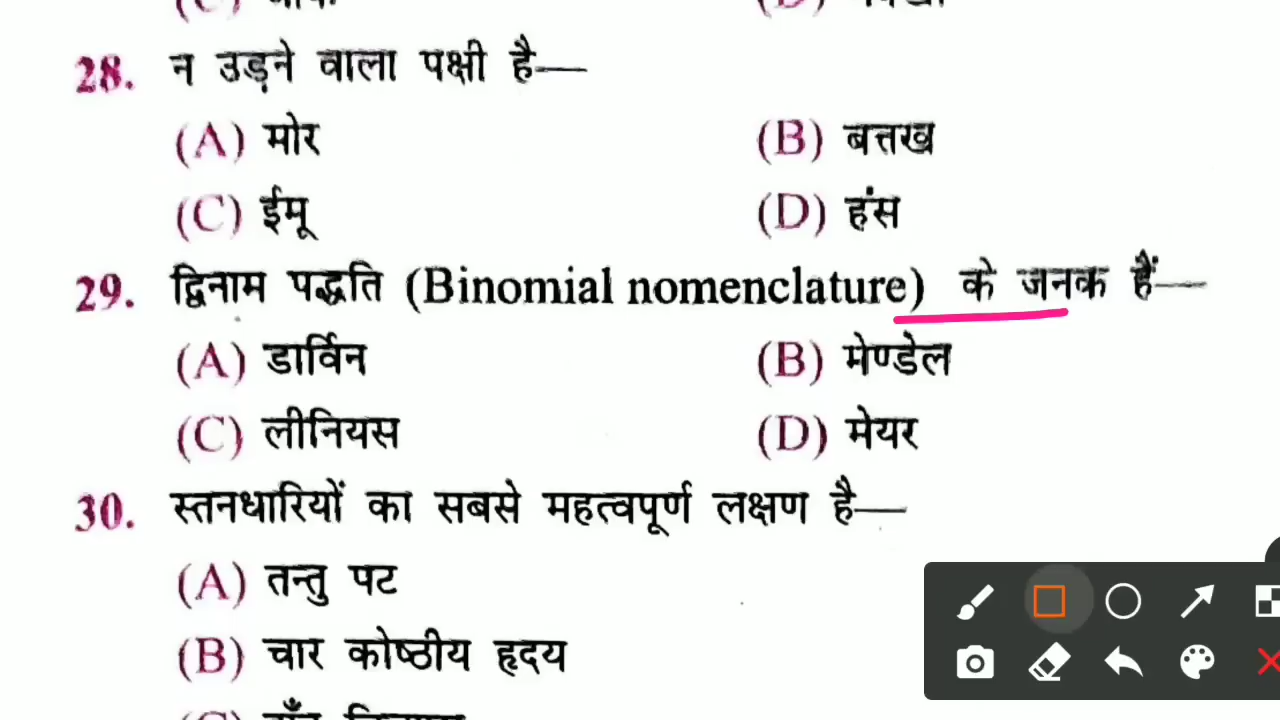 28. न उड़ने वाला पक्षी है—
(A) मोर (B) बत्तख
(C) ईमू (D) हंस
29. द्विनाम पद्धति (Binomial nomenclature) के जनक हैं—
(A) डार्विन (B) मेण्डेल
(C) लीनियस (D) मेयर
30. स्तनधारियों का सबसे महत्वपूर्ण लक्षण है—
(A) तन्तु पट
(B) चार कोष्ठीय हृदय